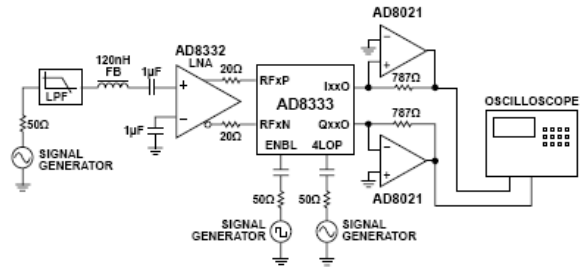 AD8021
120nH
FB
1μF
AD8332
LNA
20Ω
RFxP
IxxO
787Ω
LPF
AD8333
787Ω
OSCILLOSCOPE
50Ω
1μF
20Ω
RFxN
QxxO
ENBL
4LOP
SIGNAL
GENERATOR
50Ω
50Ω
AD8021
SIGNAL
GENERATOR
SIGNAL
GENERATOR